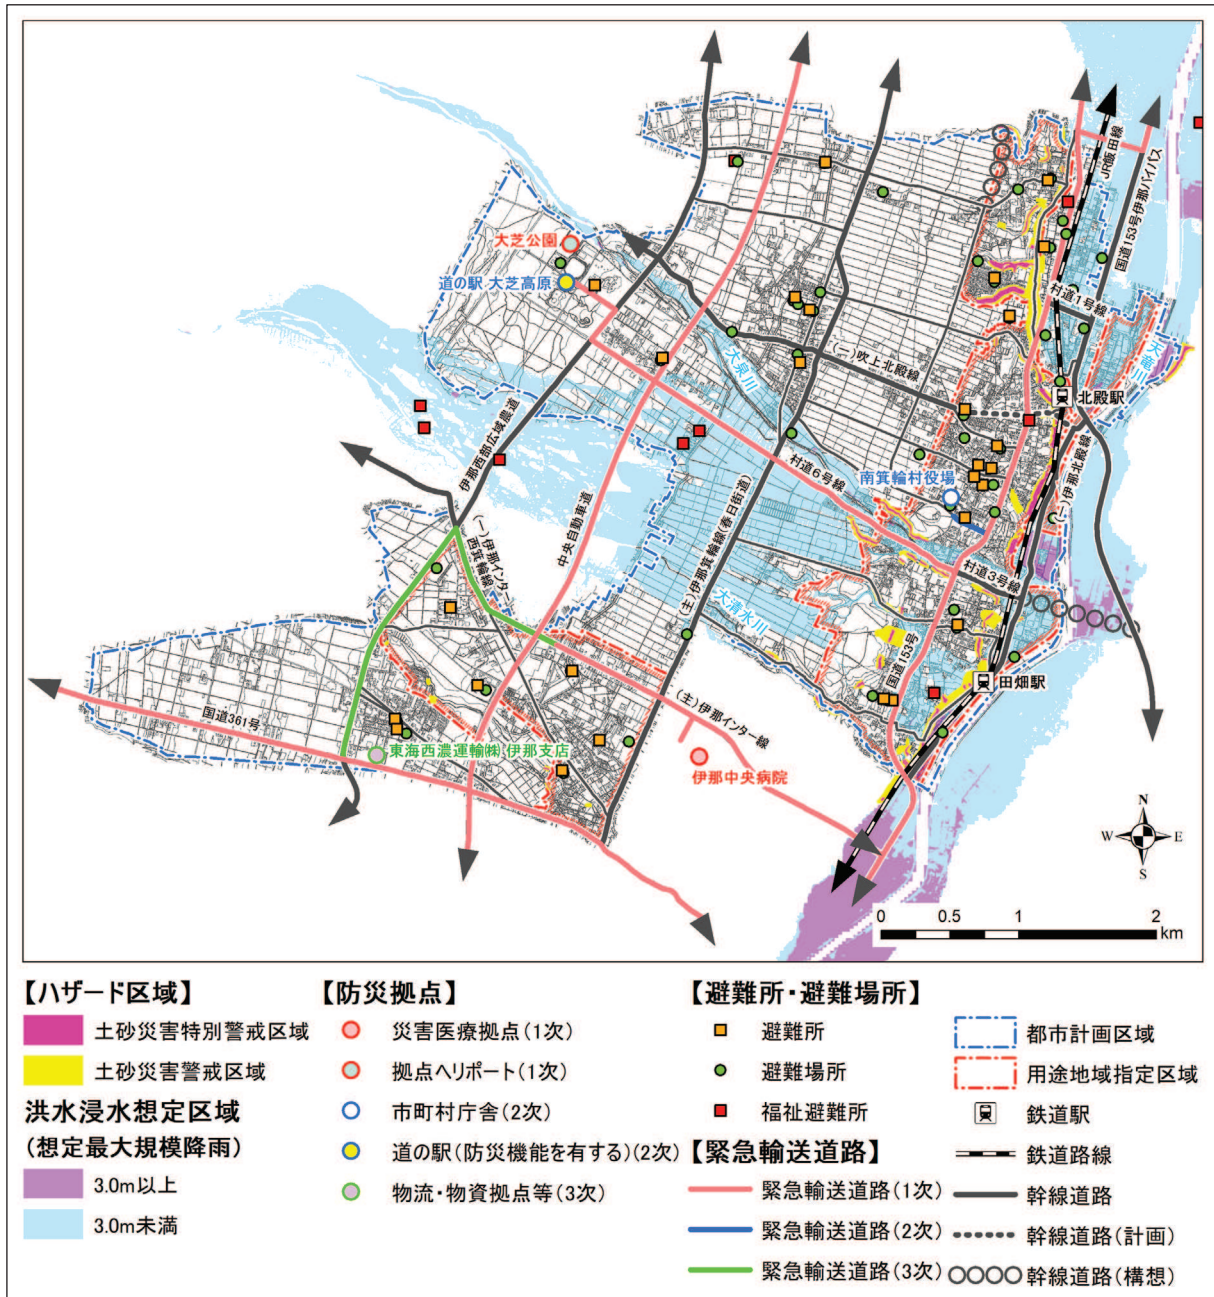 大芝公園
道の駅 大芝高原
大泉川
(一)吹上北殿線
JR飯田線
国道153号伊那バイパス
村道1号線
天竜川
北殿駅
(一)伊那北殿線
南箕輪村役場
村道6号線
村道3号線
伊那西部広域農道
中央自動車道
(一)伊那インター
西箕輪線
(主)伊那箕輪線(春日街道)
大清水川
国道153号
田畑駅
国道361号
(主)伊那インター線
東海西濃運輸㈱ 伊那支店
伊那中央病院
N
W
E
S
0 0.5 1 2
km
【ハザード区域】
土砂災害特別警戒区域
土砂災害警戒区域
洪水浸水想定区域
(想定最大規模降雨)
3.0m以上
3.0m未満
【防災拠点】
災害医療拠点(1次)
拠点ヘリポート(1次)
市町村庁舎(2次)
道の駅(防災機能を有する)(2次)
物流・物資拠点等(3次)
【避難所・避難場所】
避難所
避難場所
福祉避難所
【緊急輸送道路】
緊急輸送道路(1次)
緊急輸送道路(2次)
緊急輸送道路(3次)
都市計画区域
用途地域指定区域
鉄道駅
鉄道路線
幹線道路
幹線道路(計画)
幹線道路(構想)